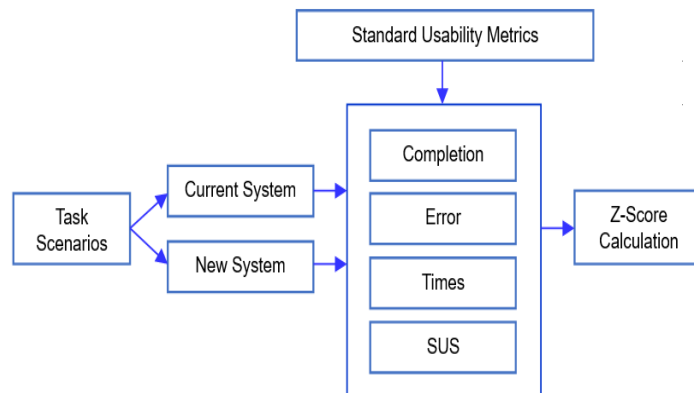 Standard Usability Metrics
Task
Scenarios
Current System
New System
Completion
Error
Times
SUS
Z-Score
Calculation